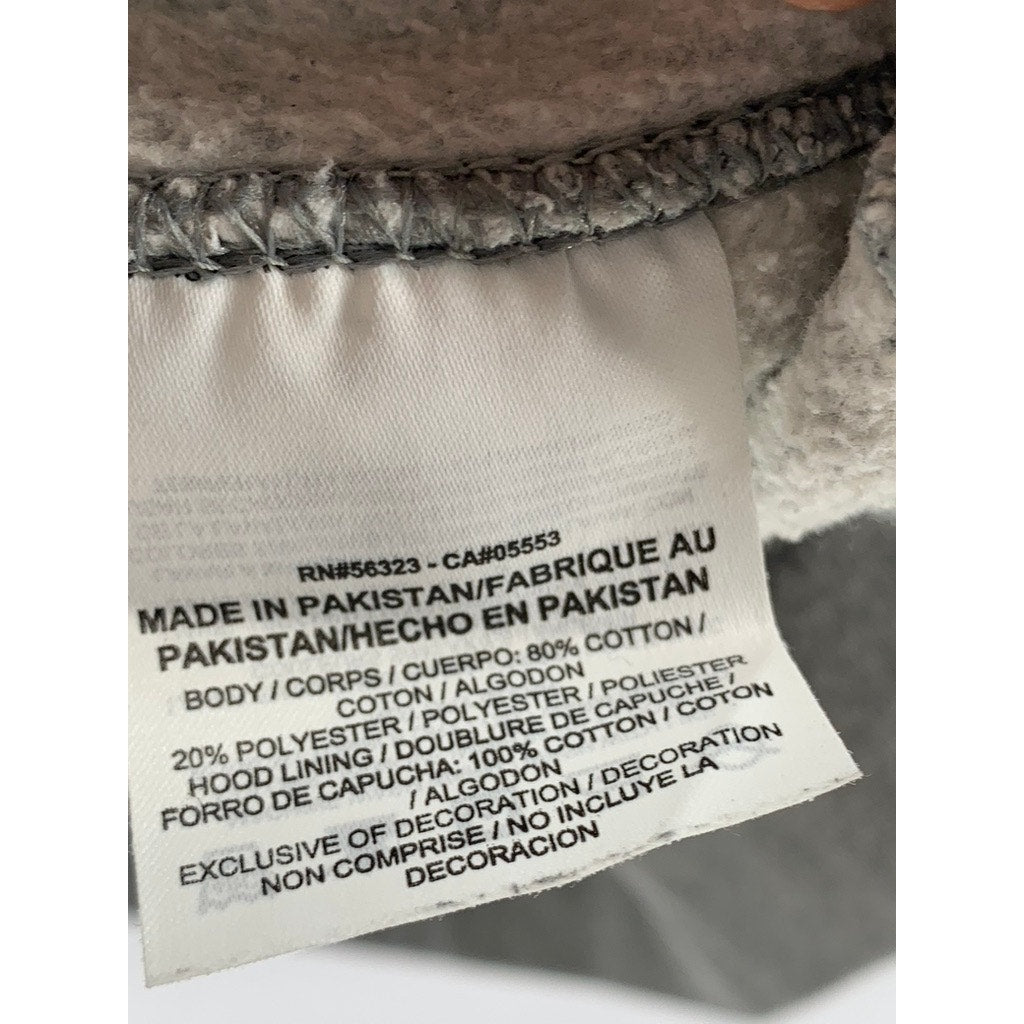 RN#56323 - CA#05553
MADE IN PAKISTAN/FABRIQUE AU
PAKISTAN/HECHO EN PAKISTAN
BODY / CORPS / CUERPO: 80% COTTON /
COTON / ALGODON
20% POLYESTER / POLYESTER / POLIESTER
HOOD LINING / DOUBLURE DE CAPUCHE /
FORRO DE CAPUCHA: 100% COTTON / COTON
/ ALGODON
EXCLUSIVE OF DECORATION / DECORATION
NON COMPRISE / NO INCLUYE LA
DECORACION